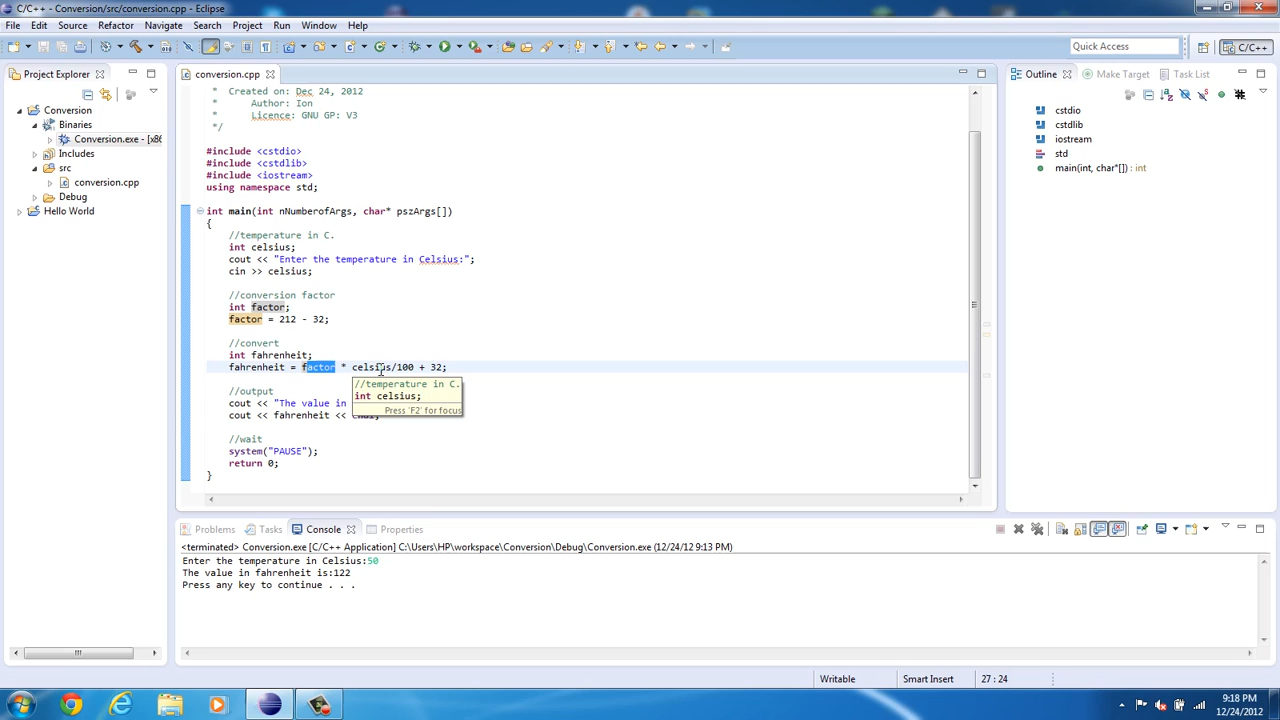 C/C++ - Conversion/src/conversion.cpp - Eclipse
File Edit Source Refactor Navigate Search Project Run Window Help
Quick Access
C/C++
Project Explorer
Conversion
Binaries
Conversion.exe - [x86
Includes
src
conversion.cpp
Debug
Hello World
conversion.cpp
* Created on: Dec 24, 2012
* Author: Ion
* Licence: GNU GP: V3
*/
#include <cstdio>
#include <cstdlib>
#include <iostream>
using namespace std;
int main(int nNumberofArgs, char* pszArgs[])
{
//temperature in C.
int celsius;
cout << "Enter the temperature in Celsius:";
cin >> celsius;
//conversion factor
int factor;
factor = 212 - 32;
//convert
int fahrenheit;
fahrenheit = factor * celsius/100 + 32;
//temperature in C.
int celsius;
Press 'F2' for focus
//output
cout << "The value in
cout << fahrenheit <<
//wait
system("PAUSE");
return 0;
}
Outline Make Target Task List
cstdio
cstdlib
iostream
std
main(int, char*[]) : int
Problems Tasks Console Properties
<terminated> Conversion.exe [C/C++ Application] C:\Users\HP\workspace\Conversion\Debug\Conversion.exe (12/24/12 9:13 PM)
Enter the temperature in Celsius:50
The value in fahrenheit is:122
Press any key to continue . . .
Writable Smart Insert 27 : 24
9:18 PM
12/24/2012